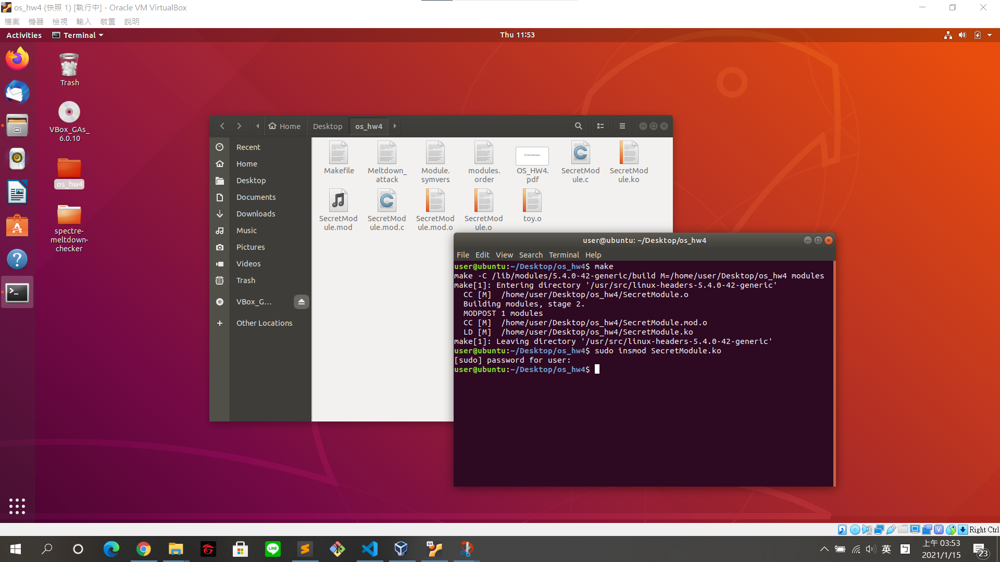 os_hw4 (快照 1) [執行中] - Oracle VM VirtualBox
檔案 機器 檢視 輸入 裝置 說明
Activities Terminal Thu 11:53
Trash
VBox_GAs_
6.0.10
os_hw4
spectre-
meltdown-
checker
Home Desktop os_hw4
Recent
Home
Desktop
Documents
Downloads
Music
Pictures
Videos
Trash
VBox_G...
Other Locations
Makefile
Meltdown_
attack
Module.
symvers
modules.
order
OS_HW4.
pdf
SecretMod
ule.c
SecretMod
ule.ko
SecretMod
ule.mod
SecretMod
ule.mod.c
SecretMod
ule.mod.o
SecretMod
ule.o
toy.o
user@ubuntu: ~/Desktop/os_hw4
File Edit View Search Terminal Help
user@ubuntu:~/Desktop/os_hw4$ make
make -C /lib/modules/5.4.0-42-generic/build M=/home/user/Desktop/os_hw4 modules
make[1]: Entering directory '/usr/src/linux-headers-5.4.0-42-generic'
  CC [M]  /home/user/Desktop/os_hw4/SecretModule.o
  Building modules, stage 2.
  MODPOST 1 modules
  CC [M]  /home/user/Desktop/os_hw4/SecretModule.mod.o
  LD [M]  /home/user/Desktop/os_hw4/SecretModule.ko
make[1]: Leaving directory '/usr/src/linux-headers-5.4.0-42-generic'
user@ubuntu:~/Desktop/os_hw4$ sudo insmod SecretModule.ko
[sudo] password for user:
user@ubuntu:~/Desktop/os_hw4$
Right Ctrl
LINE
64
英
上午 03:53
2021/1/15
23